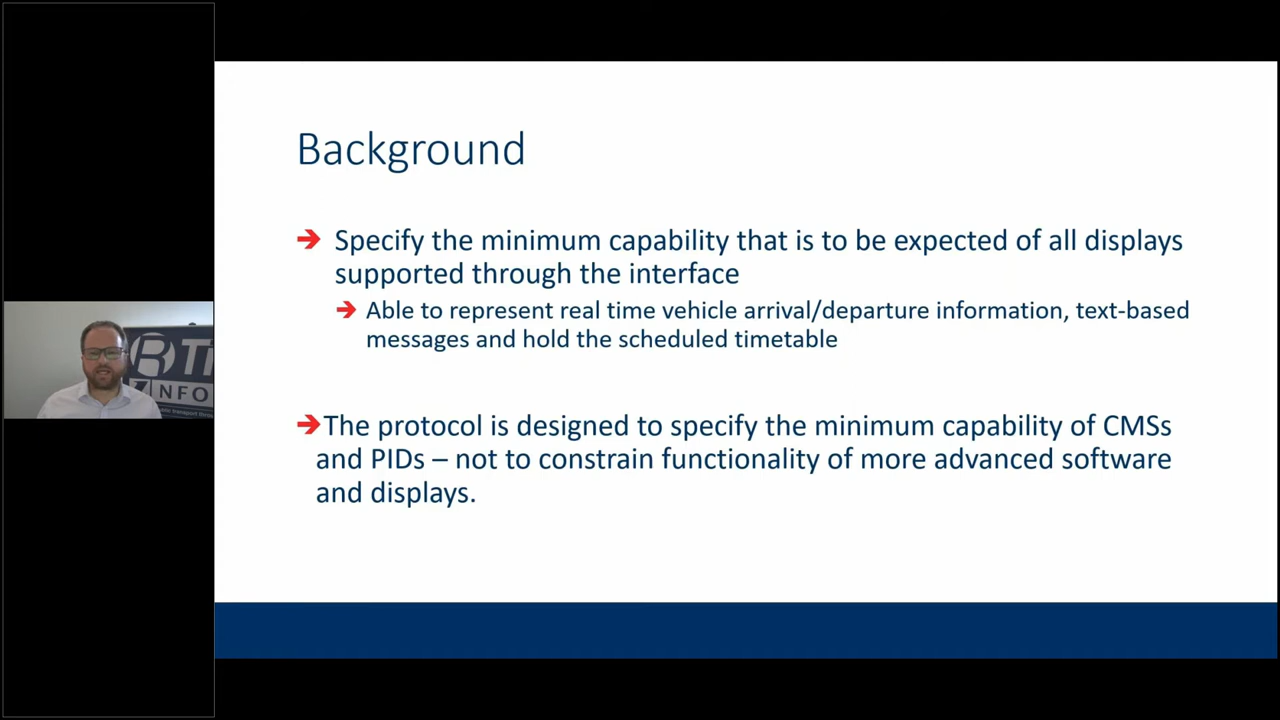 Background
Specify the minimum capability that is to be expected of all displays
supported through the interface
Able to represent real time vehicle arrival/departure information, text-based
messages and hold the scheduled timetable
The protocol is designed to specify the minimum capability of CMSs
and PIDs – not to constrain functionality of more advanced software
and displays.
RTI
NFO